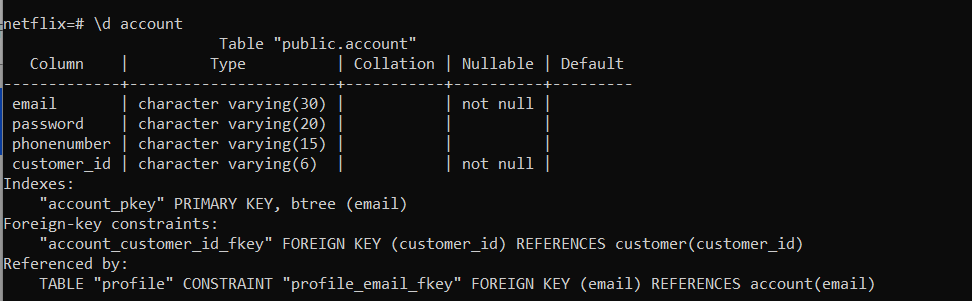 netflix=# \d account
Table "public.account"
Column | Type | Collation | Nullable | Default
-------------+-----------------------+-----------+----------+---------
email | character varying(30) | | not null |
password | character varying(20) | | |
phonenumber | character varying(15) | | |
customer_id | character varying(6) | | not null |
Indexes:
"account_pkey" PRIMARY KEY, btree (email)
Foreign-key constraints:
"account_customer_id_fkey" FOREIGN KEY (customer_id) REFERENCES customer(customer_id)
Referenced by:
TABLE "profile" CONSTRAINT "profile_email_fkey" FOREIGN KEY (email) REFERENCES account(email)